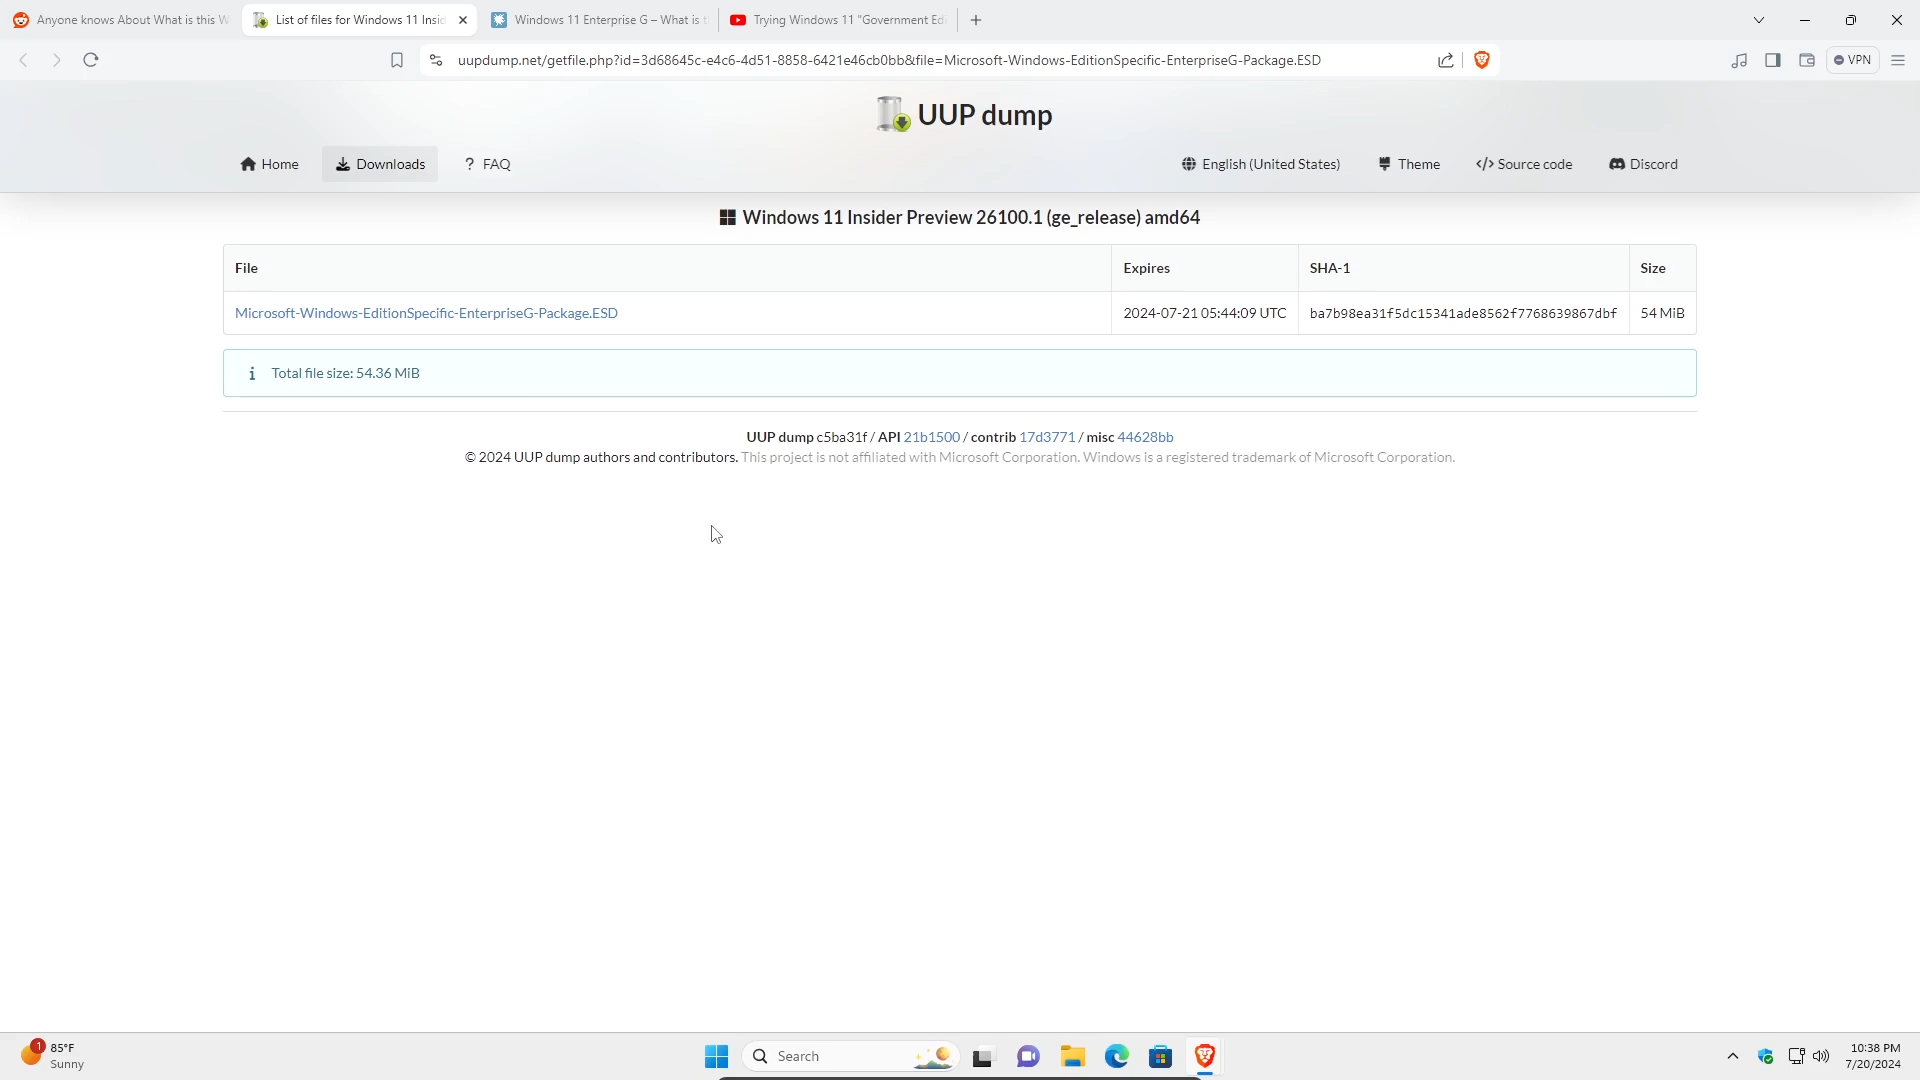 Anyone knows About What is this W
List of files for Windows 11 Insid
Windows 11 Enterprise G – What is t
Trying Windows 11 "Government Ed
uupdump.net/getfile.php?id=3d68645c-e4c6-4d51-8858-6421e46cb0bb&file=Microsoft-Windows-EditionSpecific-EnterpriseG-Package.ESD
VPN
UUP dump
Home
Downloads
? FAQ
English (United States)
Theme
</> Source code
Discord
Windows 11 Insider Preview 26100.1 (ge_release) amd64
File Expires SHA-1 Size
Microsoft-Windows-EditionSpecific-EnterpriseG-Package.ESD 2024-07-21 05:44:09 UTC ba7b98ea31f5dc15341ade8562f7768639867dbf 54 MiB
i Total file size: 54.36 MiB
UUP dump c5ba31f / API 21b1500 / contrib 17d3771 / misc 44628bb
© 2024 UUP dump authors and contributors. This project is not affiliated with Microsoft Corporation. Windows is a registered trademark of Microsoft Corporation.
1
85°F
Sunny
Search
10:38 PM
7/20/2024